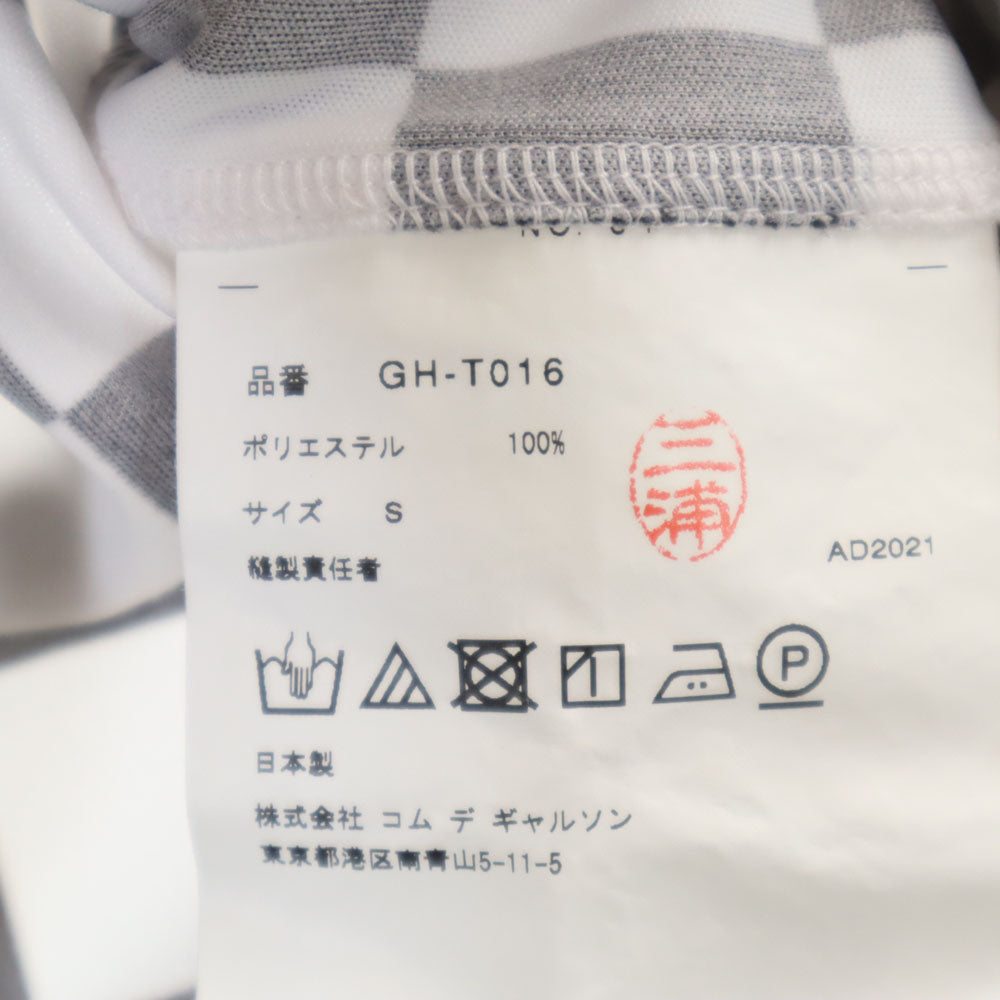 品番 GH-T016
ポリエステル 100%
サイズ S
三浦
AD2021
縫製責任者
P
日本製
株式会社 コム デ ギャルソン
東京都港区南青山5-11-5